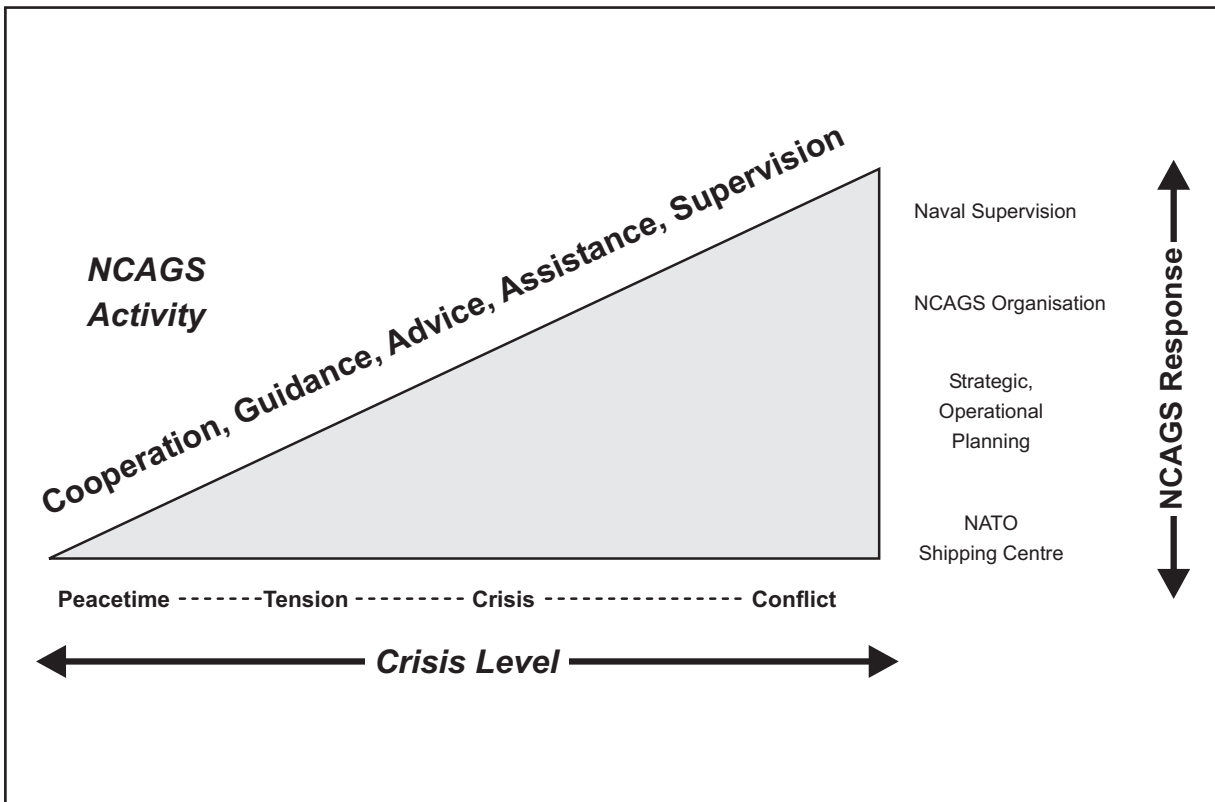 NCAGS
Activity
Cooperation, Guidance, Advice, Assistance, Supervision
Naval Supervision
NCAGS Organisation
Strategic,
Operational
Planning
NATO
Shipping Centre
NCAGS Response
Peacetime -------Tension --------- Crisis -------------- Conflict
Crisis Level